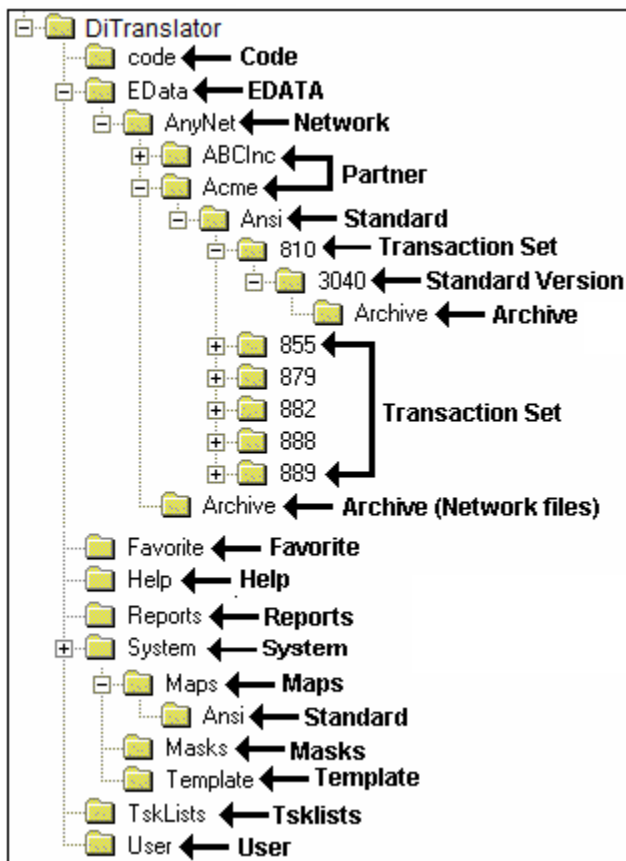 DiTranslator
code Code
EData EDATA
AnyNet Network
ABCInc
Partner
Acme
Ansi Standard
810 Transaction Set
3040 Standard Version
Archive Archive
855
879
882
Transaction Set
888
889
Archive Archive (Network files)
Favorite Favorite
Help Help
Reports Reports
System System
Maps Maps
Ansi Standard
Masks Masks
Template Template
TskLists Tsklists
User User